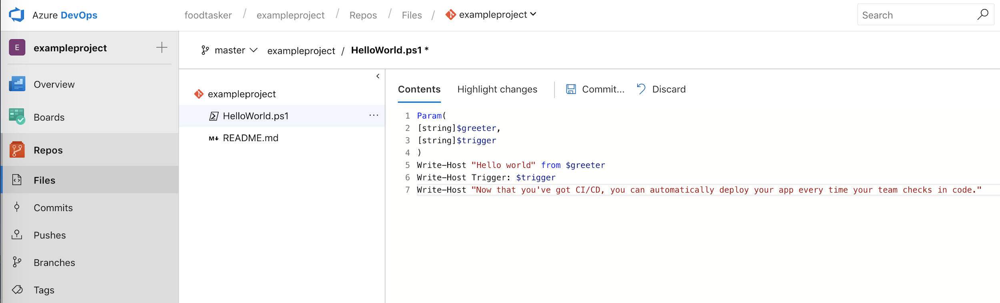 Azure DevOps
foodtasker / exampleproject / Repos / Files / exampleproject
Search
E exampleproject
Overview
Boards
Repos
Files
Commits
Pushes
Branches
Tags
master exampleproject / HelloWorld.ps1 *
exampleproject
HelloWorld.ps1 ...
M↓ README.md
Contents Highlight changes Commit... Discard
1 Param(
2 [string]$greeter,
3 [string]$trigger
4 )
5 Write-Host "Hello world" from $greeter
6 Write-Host Trigger: $trigger
7 Write-Host "Now that you've got CI/CD, you can automatically deploy your app every time your team checks in code."